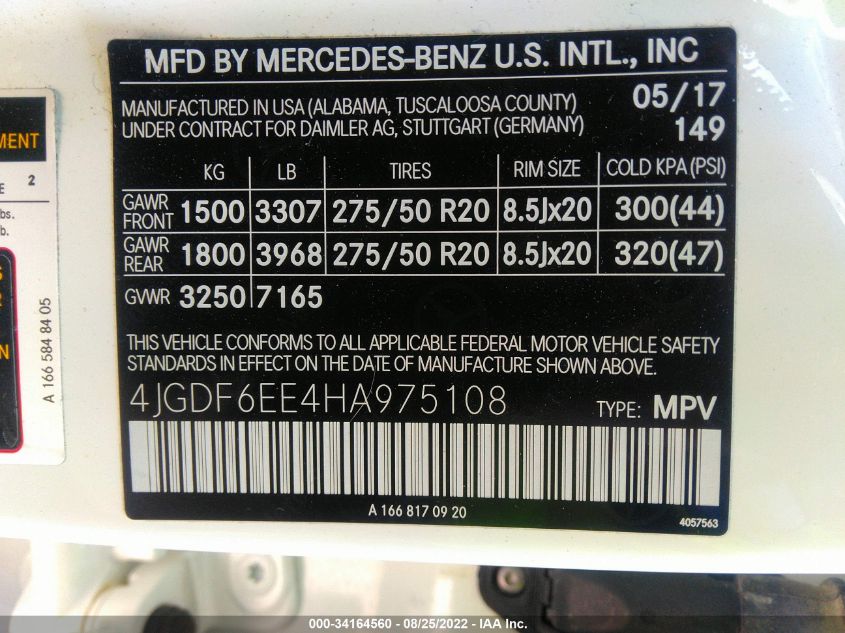 MFD BY MERCEDES-BENZ U.S. INTL., INC
MANUFACTURED IN USA (ALABAMA, TUSCALOOSA COUNTY) 05/17
UNDER CONTRACT FOR DAIMLER AG, STUTTGART (GERMANY) 149
KG LB TIRES RIM SIZE COLD KPA (PSI)
GAWR FRONT 1500 3307 275/50 R20 8.5Jx20 300(44)
GAWR REAR 1800 3968 275/50 R20 8.5Jx20 320(47)
GVWR 3250 7165
THIS VEHICLE CONFORMS TO ALL APPLICABLE FEDERAL MOTOR VEHICLE SAFETY
STANDARDS IN EFFECT ON THE DATE OF MANUFACTURE SHOWN ABOVE.
4JGDF6EE4HA975108 TYPE: MPV
A 166 817 09 20
4057563
2
lbs.
A 166 584 84 05
000-34164560 - 08/25/2022 - IAA Inc.